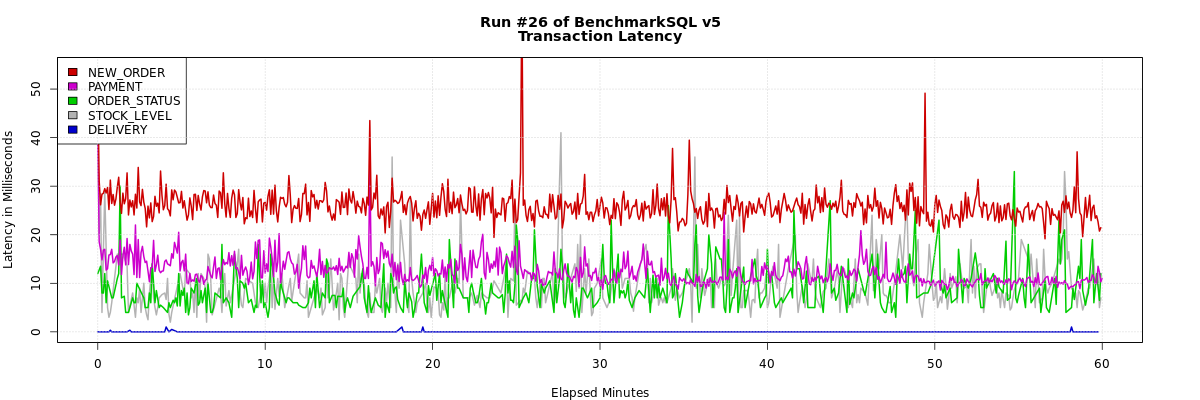 Run #26 of BenchmarkSQL v5
Transaction Latency
NEW_ORDER
PAYMENT
ORDER_STATUS
STOCK_LEVEL
DELIVERY
Latency in Milliseconds
50
40
30
20
10
0
0 10 20 30 40 50 60
Elapsed Minutes